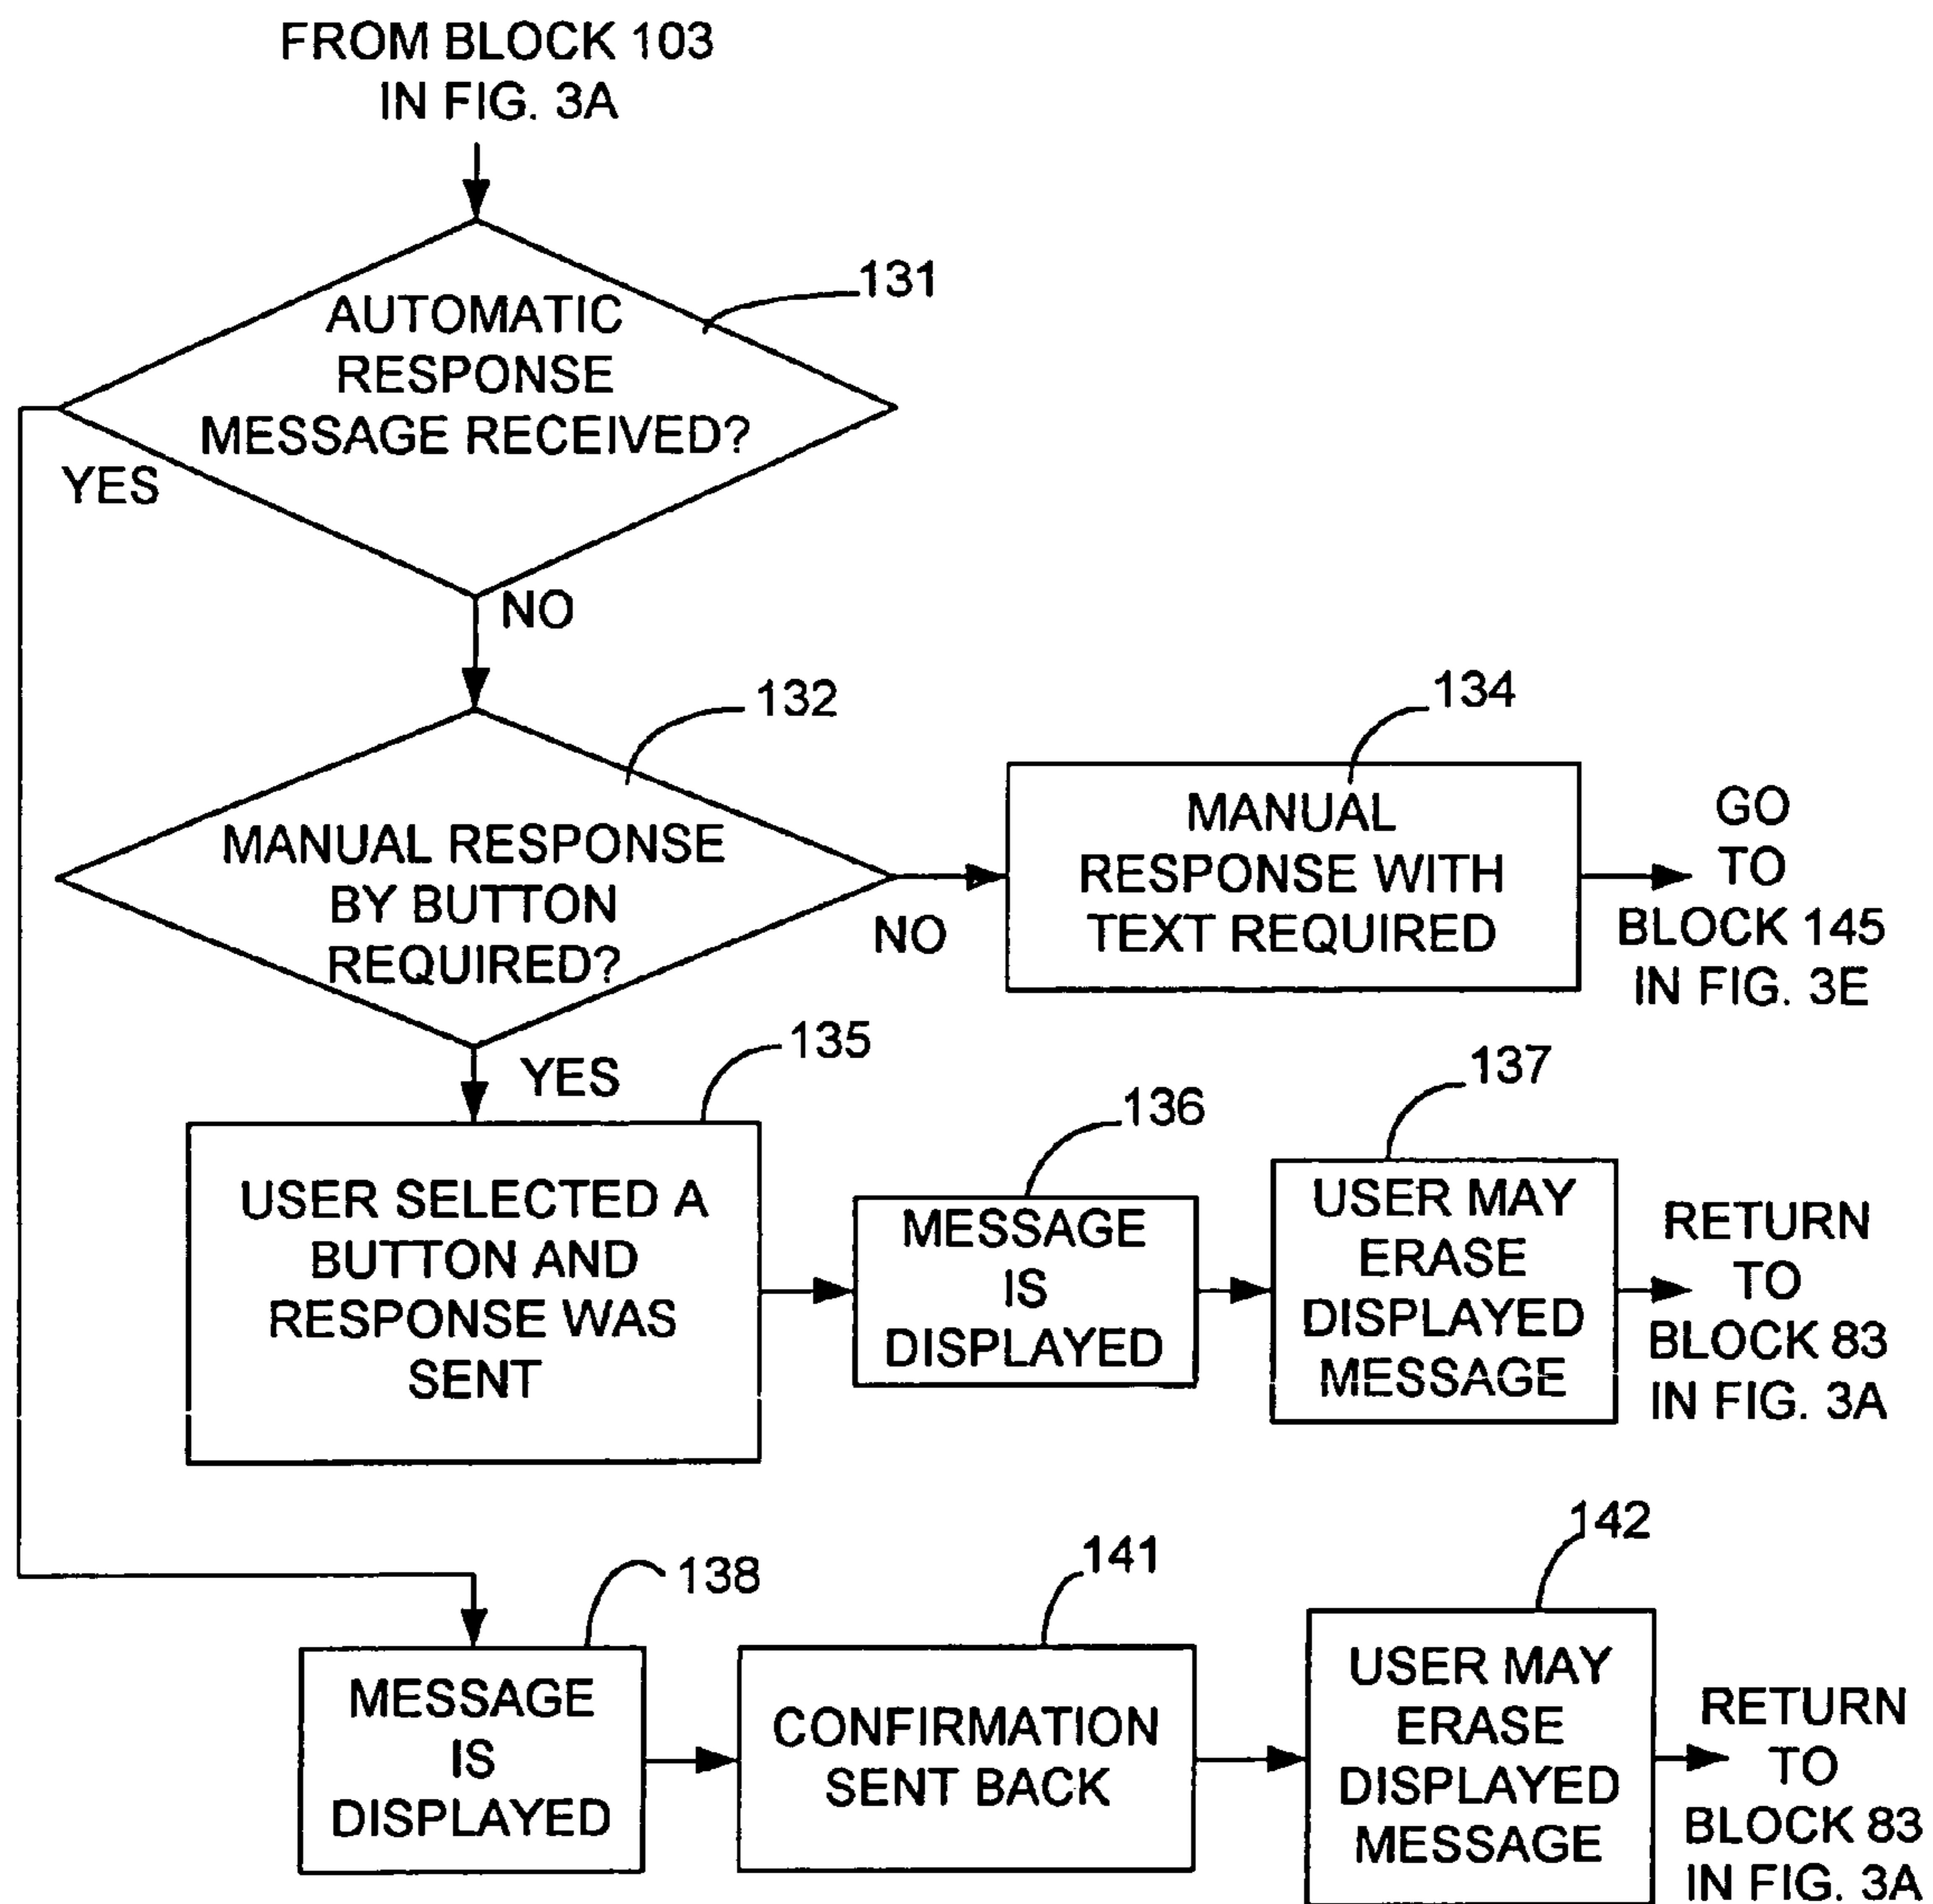 FROM BLOCK 103
IN FIG. 3A
131
AUTOMATIC
RESPONSE
MESSAGE RECEIVED?
YES
NO
132
MANUAL RESPONSE
BY BUTTON
REQUIRED?
NO
134
MANUAL
RESPONSE WITH
TEXT REQUIRED
GO
TO
BLOCK 145
IN FIG. 3E
YES
135
USER SELECTED A
BUTTON AND
RESPONSE WAS
SENT
136
MESSAGE
IS
DISPLAYED
137
USER MAY
ERASE
DISPLAYED
MESSAGE
RETURN
TO
BLOCK 83
IN FIG. 3A
138
MESSAGE
IS
DISPLAYED
141
CONFIRMATION
SENT BACK
142
USER MAY
ERASE
DISPLAYED
MESSAGE
RETURN
TO
BLOCK 83
IN FIG. 3A